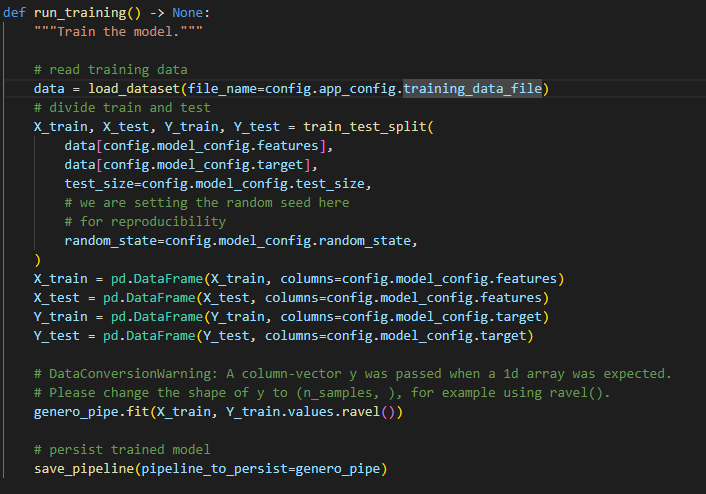 def run_training() -> None:
"""Train the model."""
# read training data
data = load_dataset(file_name=config.app_config.training_data_file)
# divide train and test
X_train, X_test, Y_train, Y_test = train_test_split(
data[config.model_config.features],
data[config.model_config.target],
test_size=config.model_config.test_size,
# we are setting the random seed here
# for reproducibility
random_state=config.model_config.random_state,
)
X_train = pd.DataFrame(X_train, columns=config.model_config.features)
X_test = pd.DataFrame(X_test, columns=config.model_config.features)
Y_train = pd.DataFrame(Y_train, columns=config.model_config.target)
Y_test = pd.DataFrame(Y_test, columns=config.model_config.target)
# DataConversionWarning: A column-vector y was passed when a 1d array was expected.
# Please change the shape of y to (n_samples, ), for example using ravel().
genero_pipe.fit(X_train, Y_train.values.ravel())
# persist trained model
save_pipeline(pipeline_to_persist=genero_pipe)